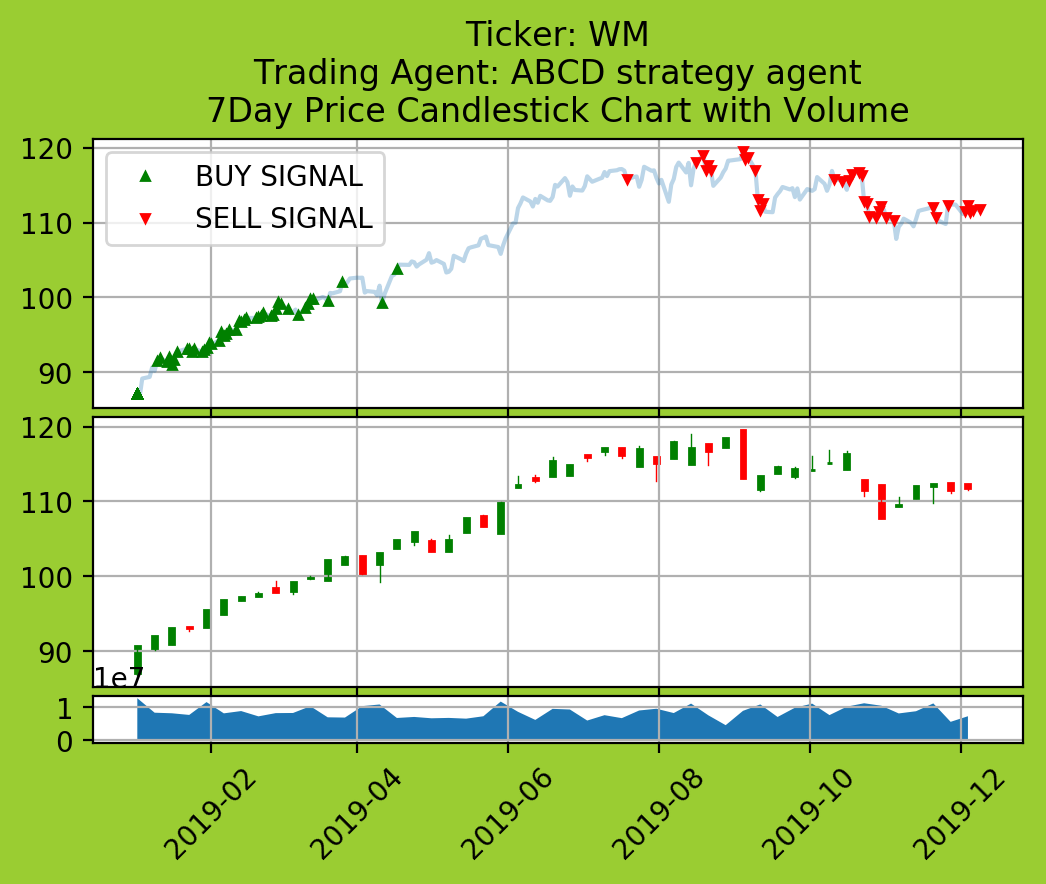 Ticker: WM
Trading Agent: ABCD strategy agent
7Day Price Candlestick Chart with Volume
120
110
100
90
BUY SIGNAL
SELL SIGNAL
120
110
100
90
1e7
1
0
2019-02
2019-04
2019-06
2019-08
2019-10
2019-12